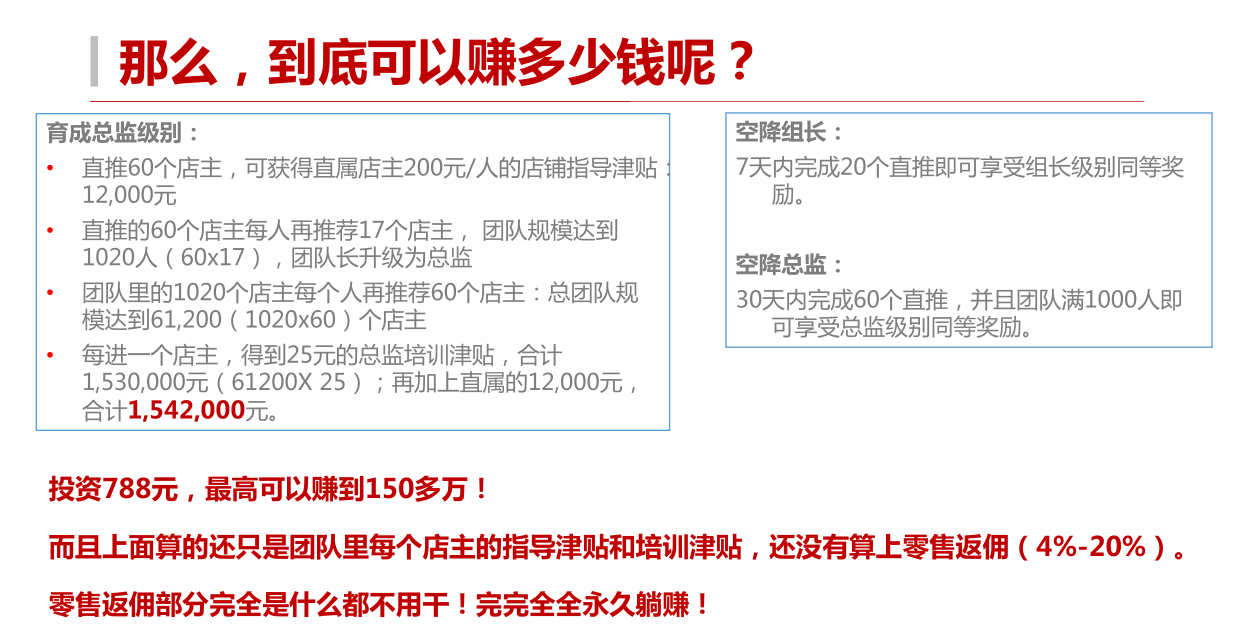 那么，到底可以赚多少钱呢？
育成总监级别：
• 直推60个店主，可获得直属店主200元/人的店铺指导津贴：
12,000元
• 直推的60个店主每人再推荐17个店主， 团队规模达到
1020人（60x17），团队长升级为总监
• 团队里的1020个店主每个人再推荐60个店主：总团队规
模达到61,200（1020x60）个店主
• 每进一个店主，得到25元的总监培训津贴，合计
1,530,000元（61200X 25）；再加上直属的12,000元，
合计1,542,000元。
空降组长：
7天内完成20个直推即可享受组长级别同等奖
励。
空降总监：
30天内完成60个直推，并且团队满1000人即
可享受总监级别同等奖励。
投资788元，最高可以赚到150多万！
而且上面算的还只是团队里每个店主的指导津贴和培训津贴，还没有算上零售返佣（4%-20%）。
零售返佣部分完全是什么都不用干！完完全全永久躺赚！